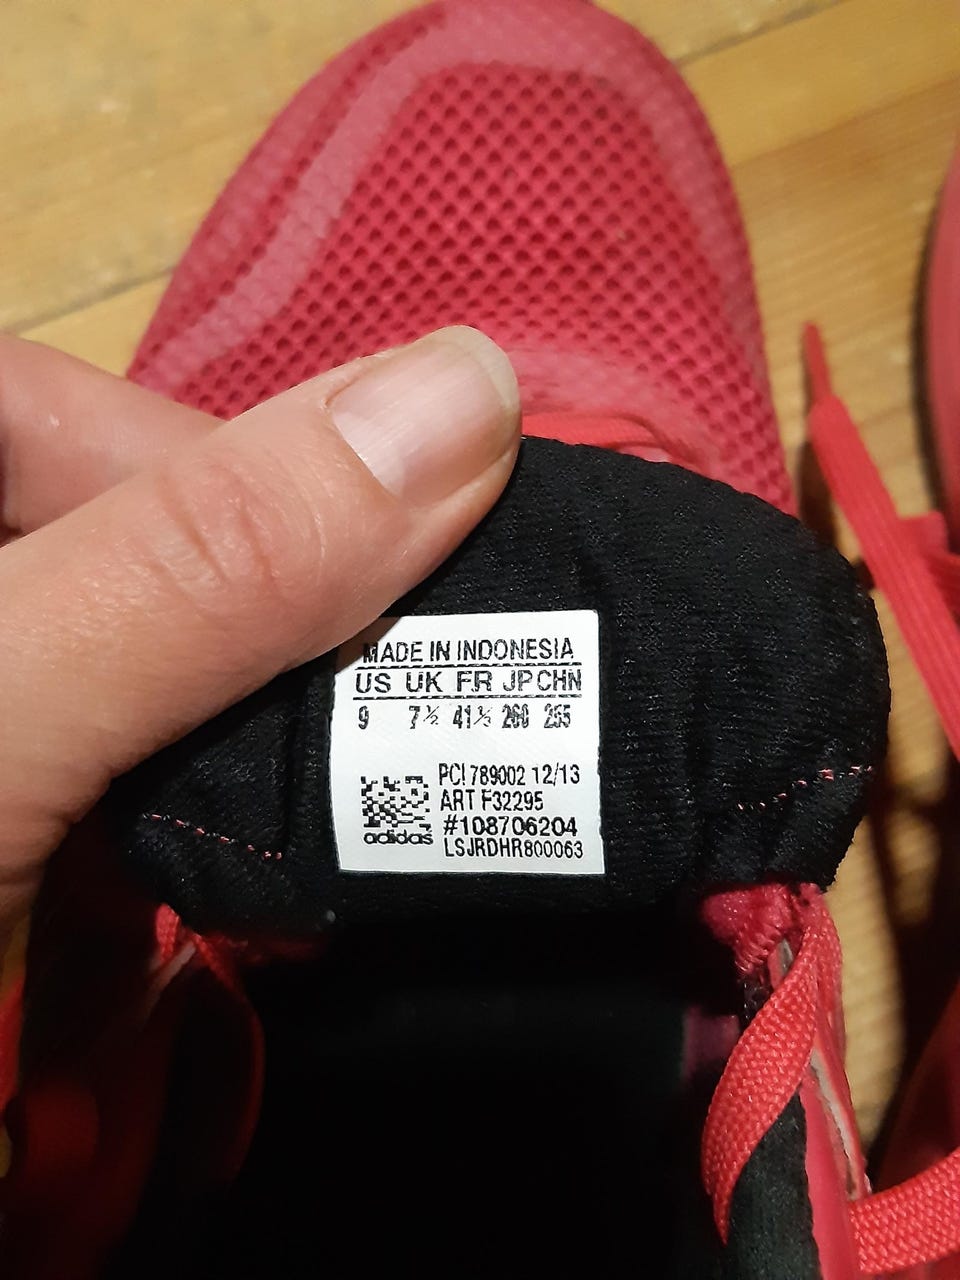 MADE IN INDONESIA
US UK FR JP CHN
9 7½ 41⅓ 260 255
PC! 789002 12/13
ART F32295
#108706204
adidas
LSJRDHR800063